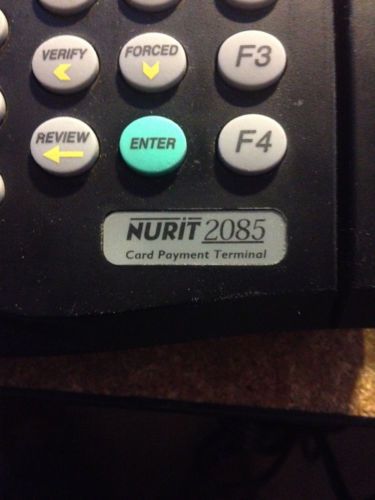 VERIFY
FORCED
F3
REVIEW
ENTER
F4
NURIT 2085
Card Payment Terminal